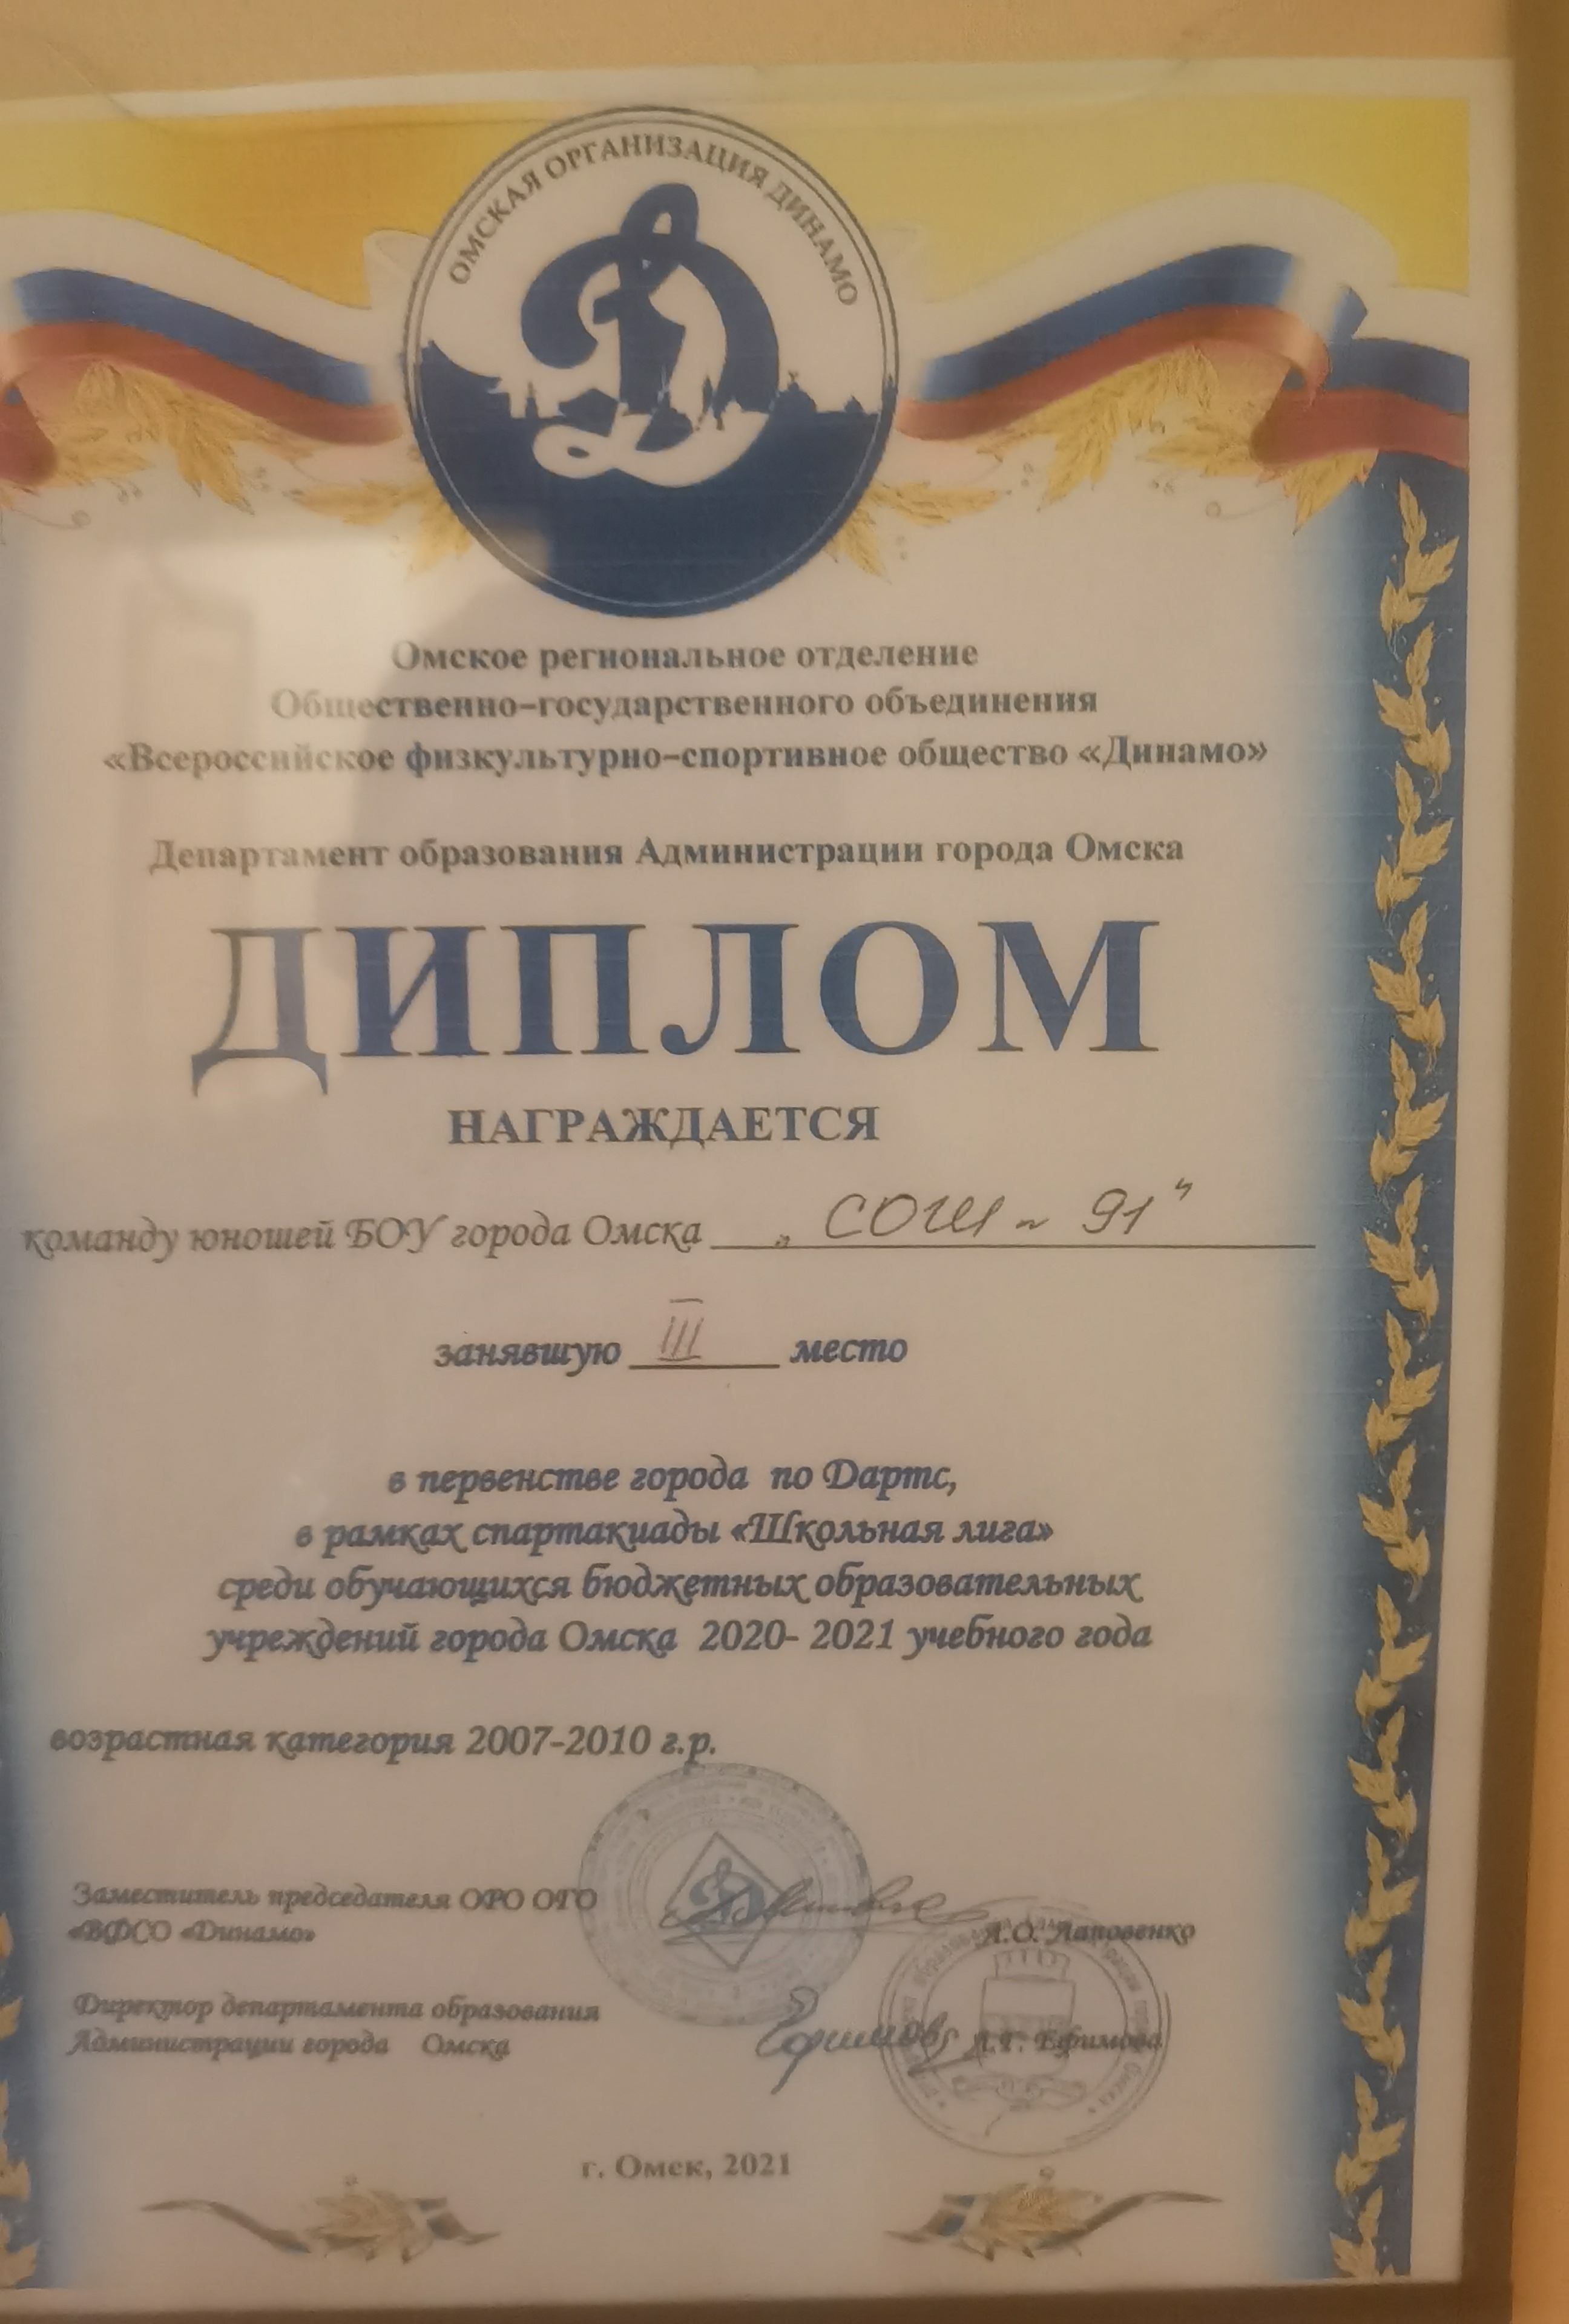 ОМСКАЯ ОРГАНИЗАЦИЯ ДИНАМО
Омское региональное отделение
Общественно-государственного объединения
«Всероссийское физкультурно-спортивное общество «Динамо»
Департамент образования Администрации города Омска
ДИПЛОМ
НАГРАЖДАЕТСЯ
команду юношей БОУ города Омска „ СОШ ~ 91"
занявшую III место
в первенстве города по Дартс,
в рамках спартакиады «Школьная лига»
среди обучающихся бюджетных образовательных
учреждений города Омска 2020- 2021 учебного года
возрастная категория 2007-2010 г.р.
Заместитель председателя ОРО ОГО
«ВФСО «Динамо» Л.О. Лаповенко
Директор департамента образования
Администрации города Омска Л.Г. Ефимова
г. Омск, 2021